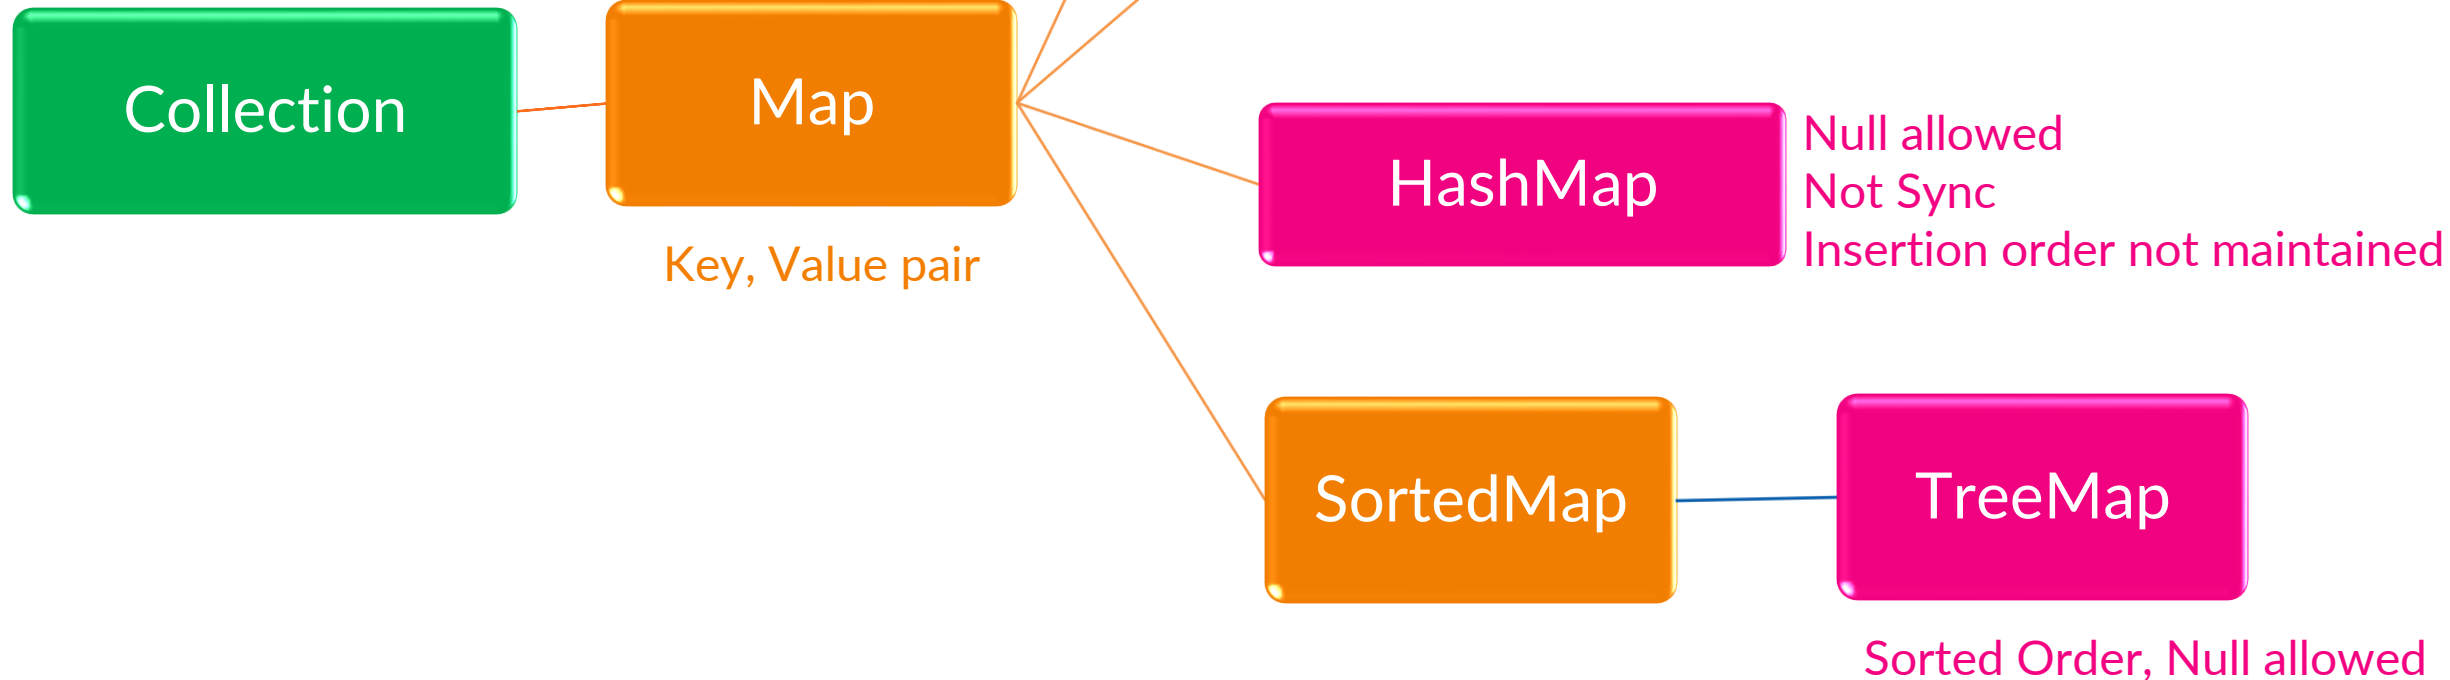 Collection
Map
Key, Value pair
HashMap
Null allowed
Not Sync
Insertion order not maintained
SortedMap
TreeMap
Sorted Order, Null allowed